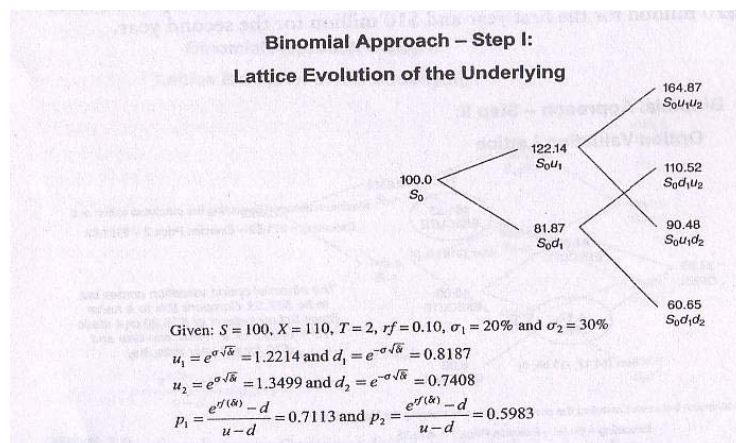 Binomial Approach – Step I:
Lattice Evolution of the Underlying
164.87
S₀u₁u₂
122.14
S₀u₁
110.52
S₀d₁u₂
100.0
S₀
90.48
S₀u₁d₂
81.87
S₀d₁
60.65
S₀d₁d₂
Given: S = 100, X = 110, T = 2, rf = 0.10, σ₁ = 20% and σ₂ = 30%
u₁ = e^(σ√δt) = 1.2214 and d₁ = e^(−σ√δt) = 0.8187
u₂ = e^(σ√δt) = 1.3499 and d₂ = e^(−σ√δt) = 0.7408
P₁ = (e^(rf(δt)) − d)/(u − d) = 0.7113 and p₂ = (e^(rf(δt)) − d)/(u − d) = 0.5983